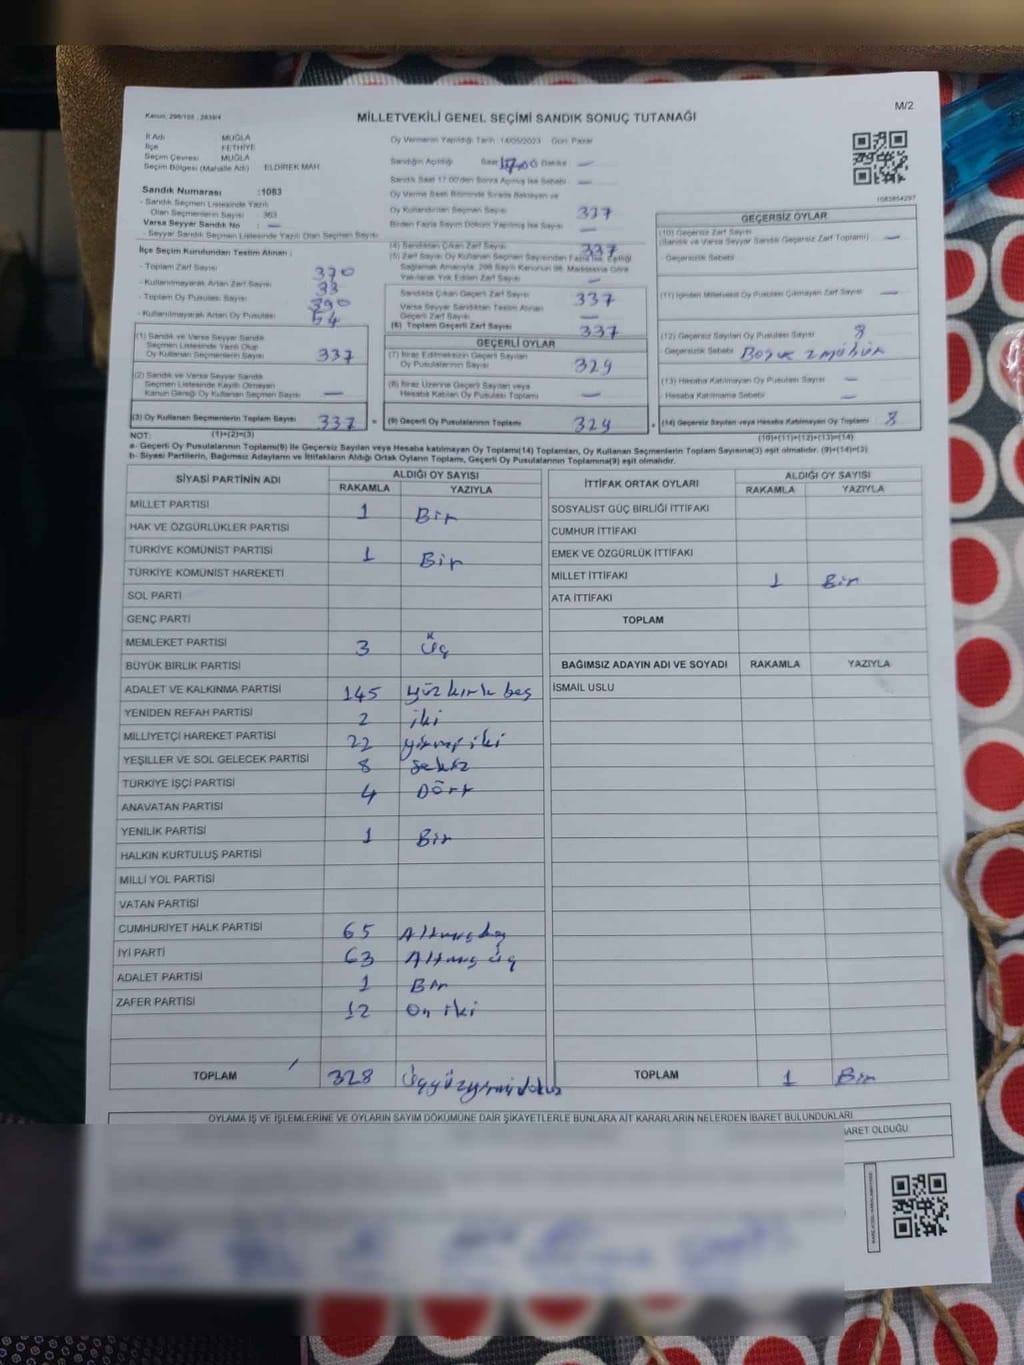 Kanun, 298/105 , 2839/4
MİLLETVEKİLİ GENEL SEÇİMİ SANDIK SONUÇ TUTANAĞI
M/2
İl Adı MUĞLA
İlçe FETHİYE
Seçim Çevresi MUĞLA
Seçim Bölgesi (Mahalle Adı) ELDİREK MAH.
Oy Vermenin Yapıldığı Tarih :14/05/2023 Gün: Pazar
Sandığın Açıldığı Saat 17.00 Dakika —
Sandık Saat 17:00'den Sonra Açılmış İse Sebebi —
Sandık Numarası :1083
- Sandık Seçmen Listesinde Yazılı
Olan Seçmenlerin Sayısı : 363
Varsa Seyyar Sandık No : —
- Seyyar Sandık Seçmen Listesinde Yazılı Olan Seçmen Sayısı
Oy Verme Saati Bitiminde Sırada Bekleyen ve
Oy Kullandırılan Seçmen Sayısı 337
Birden Fazla Sayım Döküm Yapılmış İse Sayısı —
1083854297
İlçe Seçim Kurulundan Teslim Alınan :
- Toplam Zarf Sayısı 370
- Kullanılmayarak Artan Zarf Sayısı 33
- Toplam Oy Pusulası Sayısı 390
- Kullanılmayarak Artan Oy Pusulası 54
(4) Sandıktan Çıkan Zarf Sayısı 337
(5) Zarf Sayısı Oy Kullanan Seçmen Sayısından Fazla İse, Eşitliği
Sağlamak Amacıyla, 298 Sayılı Kanunun 98. Maddesine Göre
Yakılarak Yok Edilen Zarf Sayısı —
Sandıkta Çıkan Geçerli Zarf Sayısı 337
Varsa Seyyar Sandıktan Teslim Alınan
Geçerli Zarf Sayısı —
(6) Toplam Geçerli Zarf Sayısı 337
GEÇERSİZ OYLAR
(10) Geçersiz Zarf Sayısı
(Sandık ve Varsa Seyyar Sandık Geçersiz Zarf Toplamı) —
- Geçersizlik Sebebi
(11) İçinden Milletvekili Oy Pusulası Çıkmayan Zarf Sayısı —
(12) Geçersiz Sayılan Oy Pusulası Sayısı 8
- Geçersizlik Sebebi
(13) Hesaba Katılmayan Oy Pusulası Sayısı —
- Hesaba Katılmama Sebebi —
(14) Geçersiz Sayılan veya Hesaba Katılmayan Oy Toplamı 8
(10)+(11)+(12)+(13)=(14)
(1) Sandık ve Varsa Seyyar Sandık
Seçmen Listesinde Yazılı Olup
Oy Kullanan Seçmenlerin Sayısı 337
(2) Sandık ve Varsa Seyyar Sandık
Seçmen Listesinde Kayıtlı Olmayan
Kanun Gereği Oy Kullanan Seçmen Sayısı —
(3) Oy Kullanan Seçmenlerin Toplam Sayısı 337 =
(1)+(2)=(3)
GEÇERLİ OYLAR
(7) İtiraz Edilmeksizin Geçerli Sayılan
Oy Pusulalarının Sayısı 329
(8) İtiraz Üzerine Geçerli Sayılan veya
Hesaba Katılan Oy Pusulası Toplamı —
(9) Geçerli Oy Pusulalarının Toplamı 329 +
NOT:
a- Geçerli Oy Pusulalarının Toplamı(9) ile Geçersiz Sayılan veya Hesaba katılmayan Oy Toplamı(14) Toplamları, Oy Kullanan Seçmenlerin Toplam Sayısına(3) eşit olmalıdır. (9)+(14)=(3)
b- Siyasi Partilerin, Bağımsız Adayların ve İttifakların Aldığı Ortak Oyların Toplamı, Geçerli Oy Pusulalarının Toplamına(9) eşit olmalıdır.
SİYASİ PARTİNİN ADI ALDIĞI OY SAYISI
RAKAMLA YAZIYLA
MİLLET PARTİSİ 1 Bir
HAK VE ÖZGÜRLÜKLER PARTİSİ
TÜRKİYE KOMÜNİST PARTİSİ 1 Bir
TÜRKİYE KOMÜNİST HAREKETİ
SOL PARTİ
GENÇ PARTİ
MEMLEKET PARTİSİ 3 Üç
BÜYÜK BİRLİK PARTİSİ
ADALET VE KALKINMA PARTİSİ 145 yüz kırk beş
YENİDEN REFAH PARTİSİ 2 iki
MİLLİYETÇİ HAREKET PARTİSİ 22 yirmi iki
YEŞİLLER VE SOL GELECEK PARTİSİ 8 Sekiz
TÜRKİYE İŞÇİ PARTİSİ 4 Dört
ANAVATAN PARTİSİ
YENİLİK PARTİSİ 1 Bir
HALKIN KURTULUŞ PARTİSİ
MİLLİ YOL PARTİSİ
VATAN PARTİSİ
CUMHURİYET HALK PARTİSİ 65 Altmış beş
İYİ PARTİ 63 Altmış üç
ADALET PARTİSİ 1 Bir
ZAFER PARTİSİ 12 On iki
TOPLAM 328 Üçyüzyirmidokuz
İTTİFAK ORTAK OYLARI ALDIĞI OY SAYISI
RAKAMLA YAZIYLA
SOSYALİST GÜÇ BİRLİĞİ İTTİFAKI
CUMHUR İTTİFAKI
EMEK VE ÖZGÜRLÜK İTTİFAKI
MİLLET İTTİFAKI 1 Bir
ATA İTTİFAKI
TOPLAM
BAĞIMSIZ ADAYIN ADI VE SOYADI RAKAMLA YAZIYLA
İSMAİL USLU
TOPLAM 1 Bir
OYLAMA İŞ VE İŞLEMLERİNE VE OYLARIN SAYIM DÖKÜMÜNE DAİR ŞİKAYETLERLE BUNLARA AİT KARARLARIN NELERDEN İBARET BULUNDUKLARI
BARET OLDUĞU